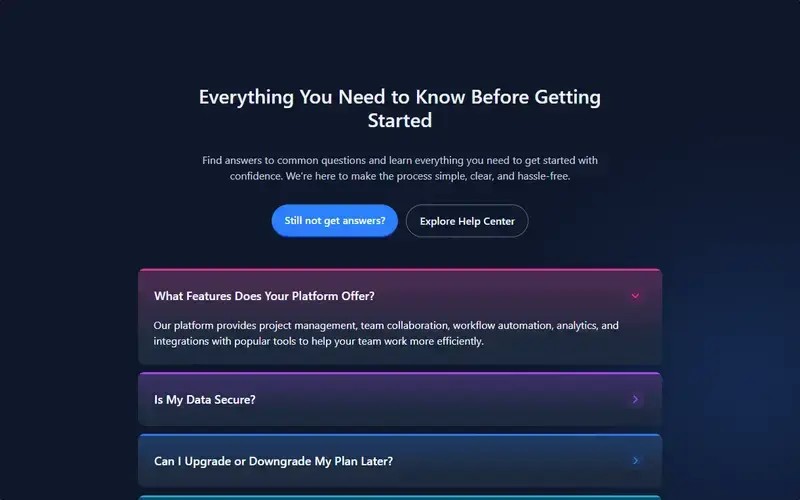 Everything You Need to Know Before Getting
Started
Find answers to common questions and learn everything you need to get started with
confidence. We're here to make the process simple, clear, and hassle-free.
Still not get answers?
Explore Help Center
What Features Does Your Platform Offer?
Our platform provides project management, team collaboration, workflow automation, analytics, and
integrations with popular tools to help your team work more efficiently.
Is My Data Secure?
Can I Upgrade or Downgrade My Plan Later?